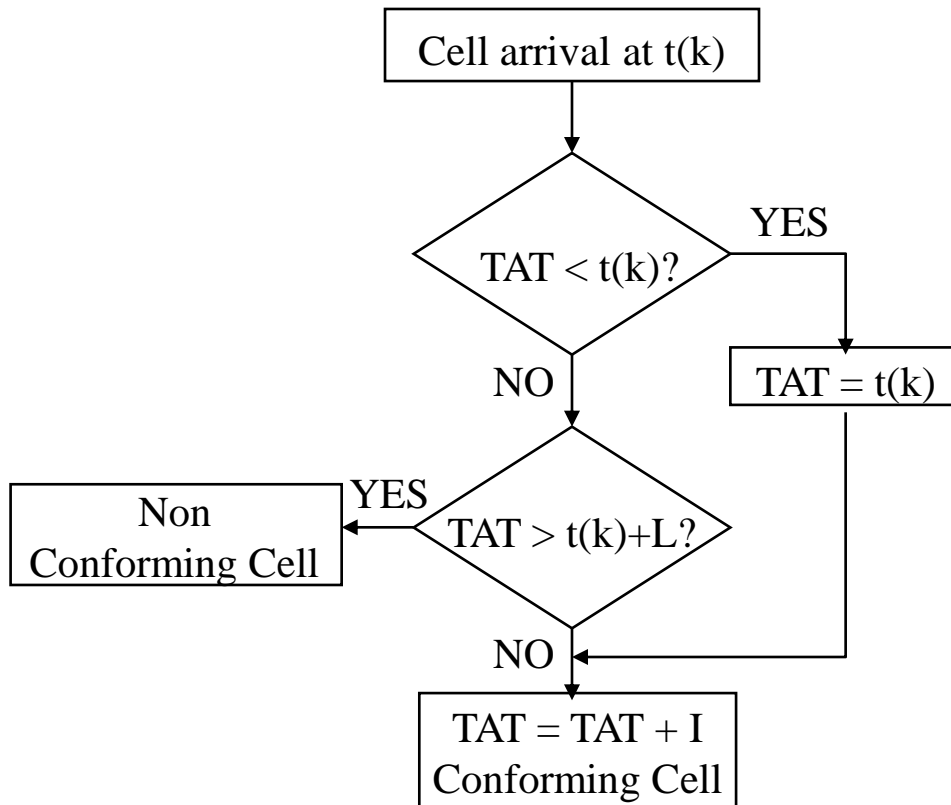 Cell arrival at t(k)
YES
TAT < t(k)?
NO
TAT = t(k)
YES
Non
Conforming Cell
TAT > t(k)+L?
NO
TAT = TAT + I
Conforming Cell